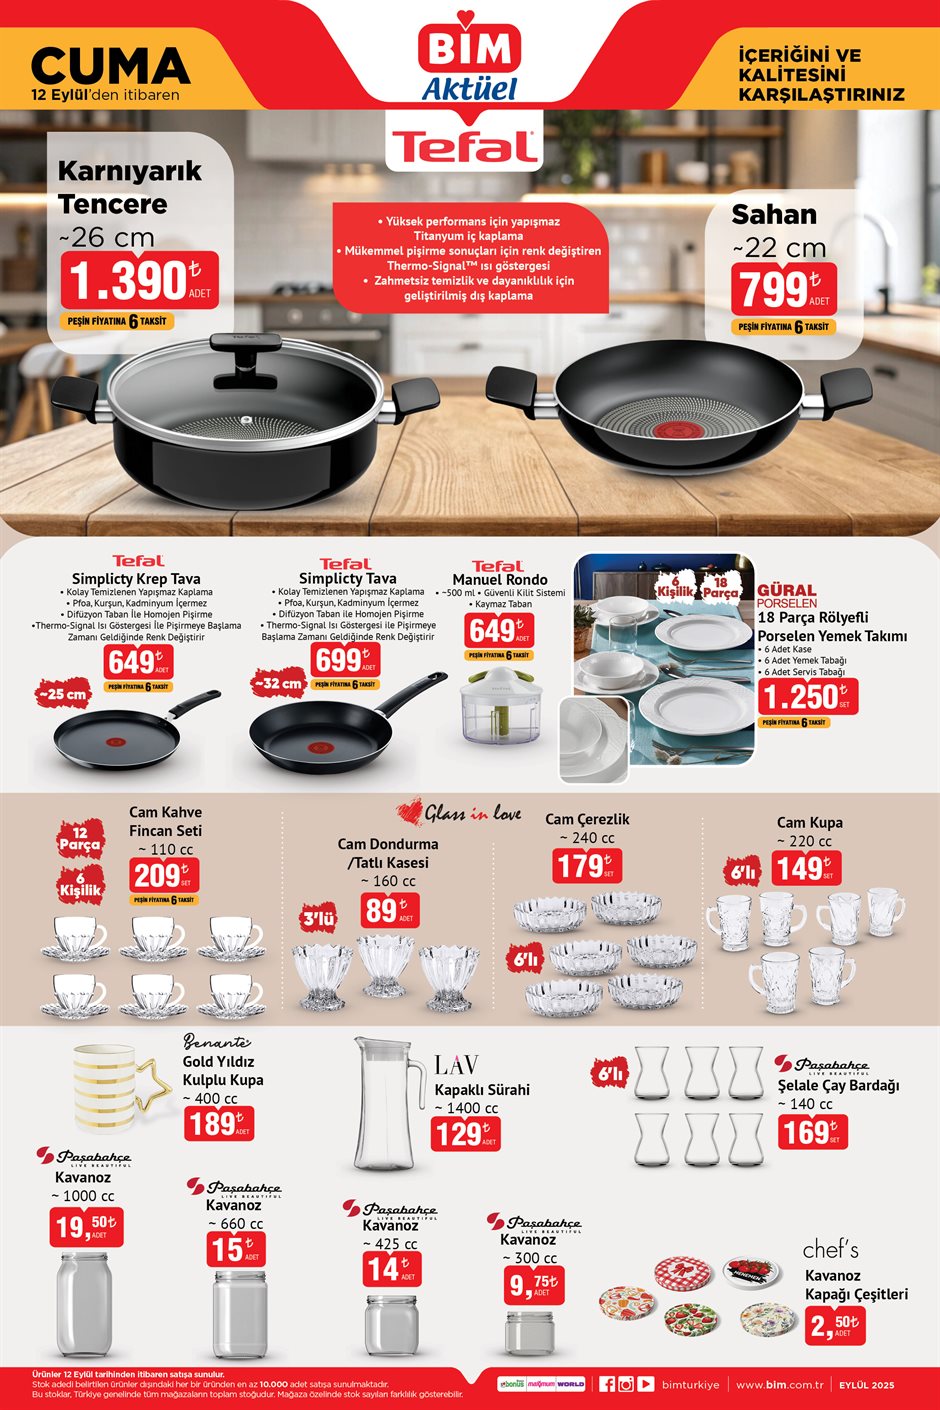 CUMA
12 Eylül'den itibaren
BİM
Aktüel
İÇERİĞİNİ VE
KALİTESİNİ
KARŞILAŞTIRINIZ
Tefal
Karnıyarık
Tencere
~26 cm
1.390₺
ADET
PEŞİN FİYATINA 6 TAKSİT
• Yüksek performans için yapışmaz
Titanyum iç kaplama
• Mükemmel pişirme sonuçları için renk değiştiren
Thermo-Signal™ ısı göstergesi
• Zahmetsiz temizlik ve dayanıklılık için
geliştirilmiş dış kaplama
Sahan
~22 cm
799₺
ADET
PEŞİN FİYATINA 6 TAKSİT
Tefal
Tefal
Simplicty Krep Tava
• Kolay Temizlenen Yapışmaz Kaplama
• Pfoa, Kurşun, Kadminyum İçermez
• Difüzyon Taban İle Homojen Pişirme
•Thermo-Signal Isı Göstergesi İle Pişirmeye Başlama
Zamanı Geldiğinde Renk Değiştirir
649₺
ADET
PEŞİN FİYATINA 6 TAKSİT
~25 cm
Tefal
Simplicty Tava
• Kolay Temizlenen Yapışmaz Kaplama
• Pfoa, Kurşun, Kadminyum İçermez
• Difüzyon Taban ile Homojen Pişirme
• Thermo-Signal Isı Göstergesi ile Pişirmeye
Başlama Zamanı Geldiğinde Renk Değiştirir
699₺
ADET
PEŞİN FİYATINA 6 TAKSİT
~32 cm
Tefal
Manuel Rondo
• ~500 ml • Güvenli Kilit Sistemi
• Kaymaz Taban
649₺
ADET
PEŞİN FİYATINA 6 TAKSİT
Tefal
6
Kişilik
18
Parça
GÜRAL
PORSELEN
18 Parça Rölyefli
Porselen Yemek Takımı
• 6 Adet Kase
• 6 Adet Yemek Tabağı
• 6 Adet Servis Tabağı
1.250₺
SET
PEŞİN FİYATINA 6 TAKSİT
Glass in love
12
Parça
6
Kişilik
Cam Kahve
Fincan Seti
~ 110 cc
209₺
SET
PEŞİN FİYATINA 6 TAKSİT
Cam Dondurma
/Tatlı Kasesi
~ 160 cc
3'lü
89₺
ADET
Cam Çerezlik
~ 240 cc
179₺
SET
6'lı
Cam Kupa
~ 220 cc
6'lı
149₺
SET
Benante
Gold Yıldız
Kulplu Kupa
~ 400 cc
189₺
ADET
LAV
Kapaklı Sürahi
~ 1400 cc
129₺
ADET
6'lı
Paşabahçe
LIVE BEAUTIFUL
Şelale Çay Bardağı
~ 140 cc
169₺
SET
Paşabahçe
LIVE BEAUTIFUL
Kavanoz
~ 1000 cc
19,50₺
ADET
Paşabahçe
LIVE BEAUTIFUL
Kavanoz
~ 660 cc
15₺
ADET
Paşabahçe
LIVE BEAUTIFUL
Kavanoz
~ 425 cc
14₺
ADET
Paşabahçe
LIVE BEAUTIFUL
Kavanoz
~ 300 cc
9,75₺
ADET
MENEMEN
chef's
Kavanoz
Kapağı Çeşitleri
2,50₺
ADET
Ürünler 12 Eylül tarihinden itibaren satışa sunulur.
Stok adedi belirtilen ürünler dışındaki her bir üründen en az 10.000 adet satışa sunulmaktadır.
Bu stoklar, Türkiye genelinde tüm mağazaların toplam stoğudur. Mağaza özelinde stok sayıları farklılık gösterebilir.
bonus maximum WORLD
bimturkiye
www.bim.com.tr
EYLÜL 2025